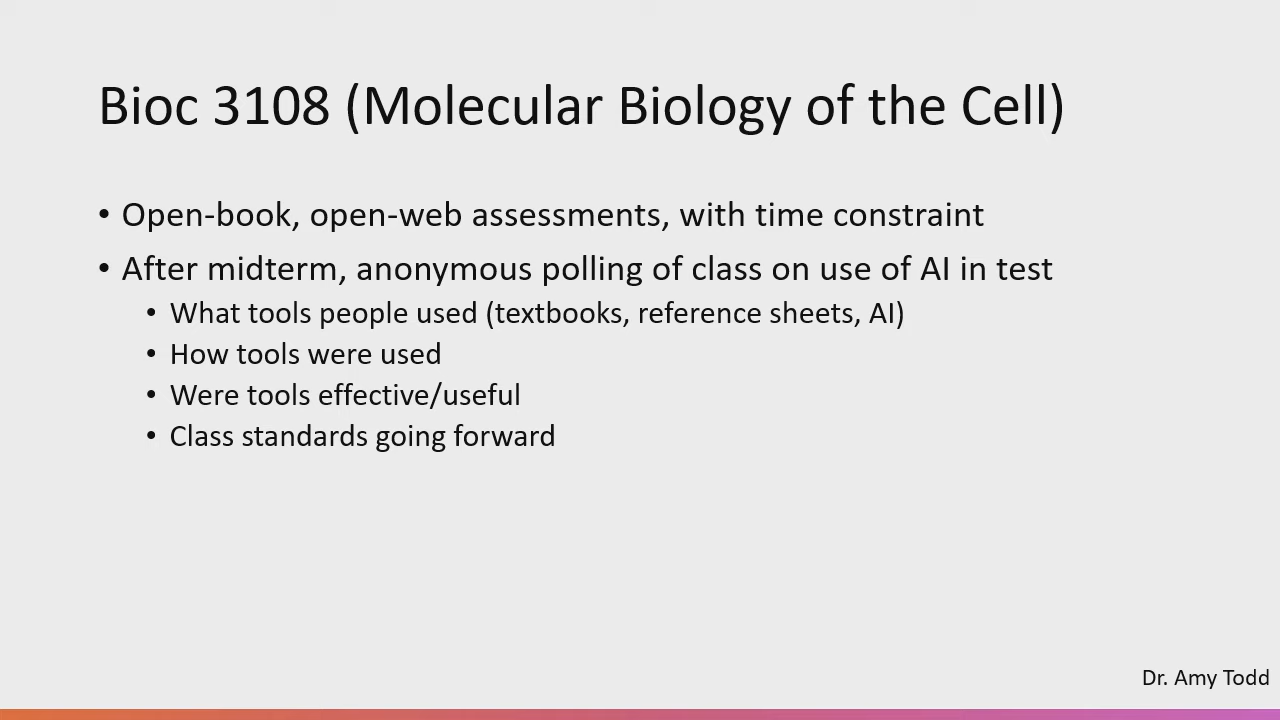 Bioc 3108 (Molecular Biology of the Cell)
• Open-book, open-web assessments, with time constraint
• After midterm, anonymous polling of class on use of AI in test
• What tools people used (textbooks, reference sheets, AI)
• How tools were used
• Were tools effective/useful
• Class standards going forward
Dr. Amy Todd